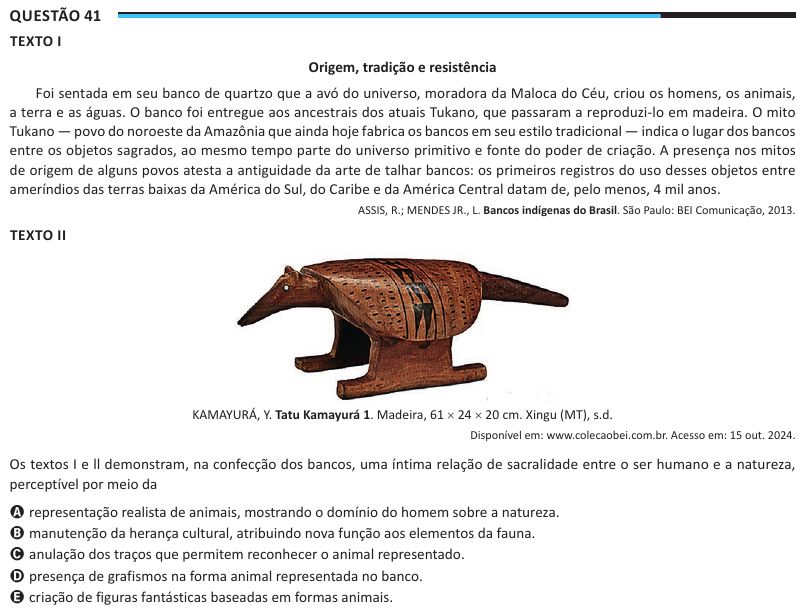 QUESTÃO 41
TEXTO I
Origem, tradição e resistência
Foi sentada em seu banco de quartzo que a avó do universo, moradora da Maloca do Céu, criou os homens, os animais,
a terra e as águas. O banco foi entregue aos ancestrais dos atuais Tukano, que passaram a reproduzi-lo em madeira. O mito
Tukano — povo do noroeste da Amazônia que ainda hoje fabrica os bancos em seu estilo tradicional — indica o lugar dos bancos
entre os objetos sagrados, ao mesmo tempo parte do universo primitivo e fonte do poder de criação. A presença nos mitos
de origem de alguns povos atesta a antiguidade da arte de talhar bancos: os primeiros registros do uso desses objetos entre
ameríndios das terras baixas da América do Sul, do Caribe e da América Central datam de, pelo menos, 4 mil anos.
ASSIS, R.; MENDES JR., L. Bancos indígenas do Brasil. São Paulo: BEI Comunicação, 2013.
TEXTO II
KAMAYURÁ, Y. Tatu Kamayurá 1. Madeira, 61 × 24 × 20 cm. Xingu (MT), s.d.
Disponível em: www.colecaobei.com.br. Acesso em: 15 out. 2024.
Os textos I e ll demonstram, na confecção dos bancos, uma íntima relação de sacralidade entre o ser humano e a natureza,
perceptível por meio da
A representação realista de animais, mostrando o domínio do homem sobre a natureza.
B manutenção da herança cultural, atribuindo nova função aos elementos da fauna.
C anulação dos traços que permitem reconhecer o animal representado.
D presença de grafismos na forma animal representada no banco.
E criação de figuras fantásticas baseadas em formas animais.